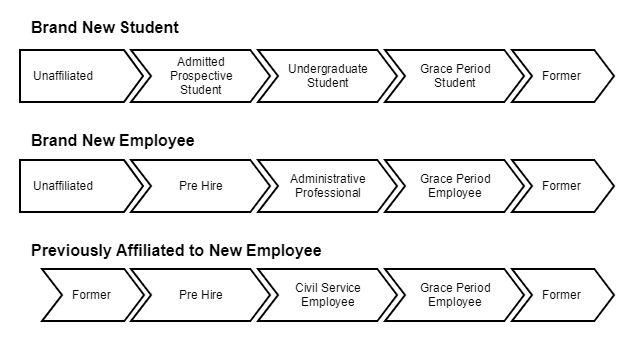 Brand New Student
Unaffiliated
Admitted
Prospective
Student
Undergraduate
Student
Grace Period
Student
Former
Brand New Employee
Unaffiliated
Pre Hire
Administrative
Professional
Grace Period
Employee
Former
Previously Affiliated to New Employee
Former
Pre Hire
Civil Service
Employee
Grace Period
Employee
Former